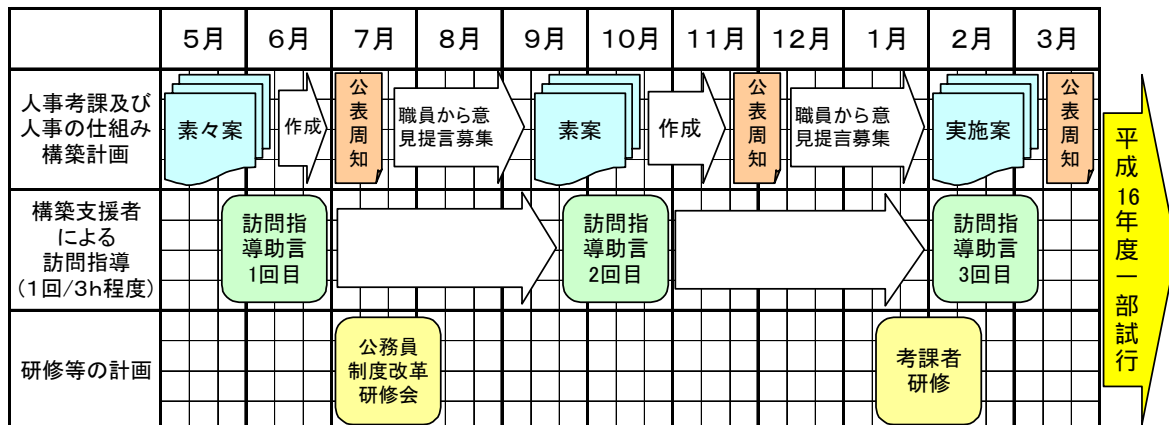 5月
6月
7月
8月
9月
10月
11月
12月
1月
2月
3月
人事考課及び
人事の仕組み
構築計画
素々案
作成
公表周知
職員から意
見提言募集
素案
作成
公表周知
職員から意
見提言募集
実施案
公表周知
構築支援者
による
訪問指導
(1回/3h程度)
訪問指
導助言
1回目
訪問指
導助言
2回目
訪問指
導助言
3回目
研修等の計画
公務員
制度改革
研修会
考課者
研修
平成16年度一部試行